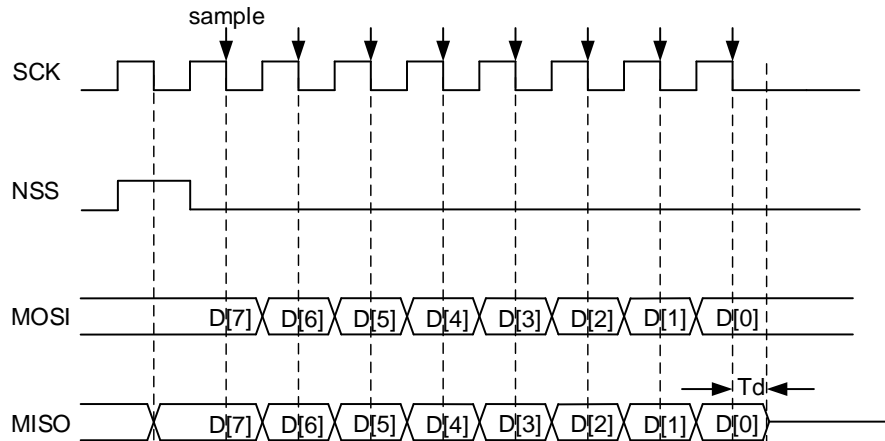 sample
SCK
NSS
MOSI D[7] D[6] D[5] D[4] D[3] D[2] D[1] D[0]
Td
MISO D[7] D[6] D[5] D[4] D[3] D[2] D[1] D[0]